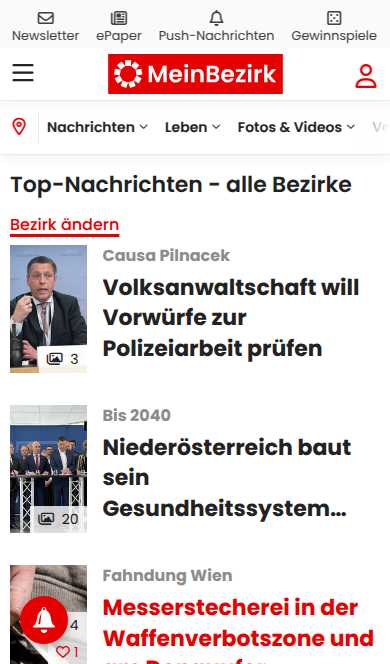 Newsletter ePaper Push-Nachrichten Gewinnspiele
MeinBezirk
Nachrichten Leben Fotos & Videos
Top-Nachrichten - alle Bezirke
Bezirk ändern
Causa Pilnacek
Volksanwaltschaft will
Vorwürfe zur
Polizeiarbeit prüfen
3
Bis 2040
Niederösterreich baut
sein
Gesundheitssystem…
20
Fahndung Wien
Messerstecherei in der
Waffenverbotszone und
4
1